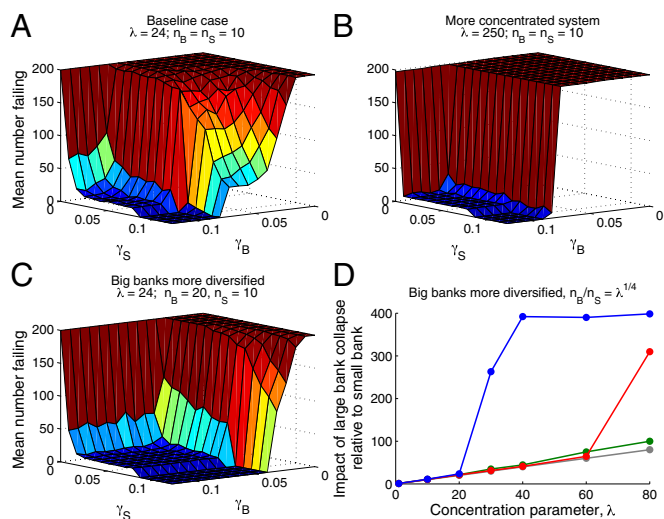 A
Baseline case
λ = 24; n_B = n_S = 10
Mean number failing
200
150
100
50
0
0
0.05
0.1
γ_S
0.1
0.05
0
γ_B
B
More concentrated system
λ = 250; n_B = n_S = 10
200
150
100
50
0
0
0.05
0.1
γ_S
0.1
0.05
0
γ_B
C
Big banks more diversified
λ = 24; n_B = 20, n_S = 10
Mean number failing
200
150
100
50
0
0
0.05
0.1
γ_S
0.1
0.05
0
γ_B
D
Big banks more diversified, n_B/n_S = λ^1/4
Impact of large bank collapse
relative to small bank
400
300
200
100
0
0
20
40
60
80
Concentration parameter, λ